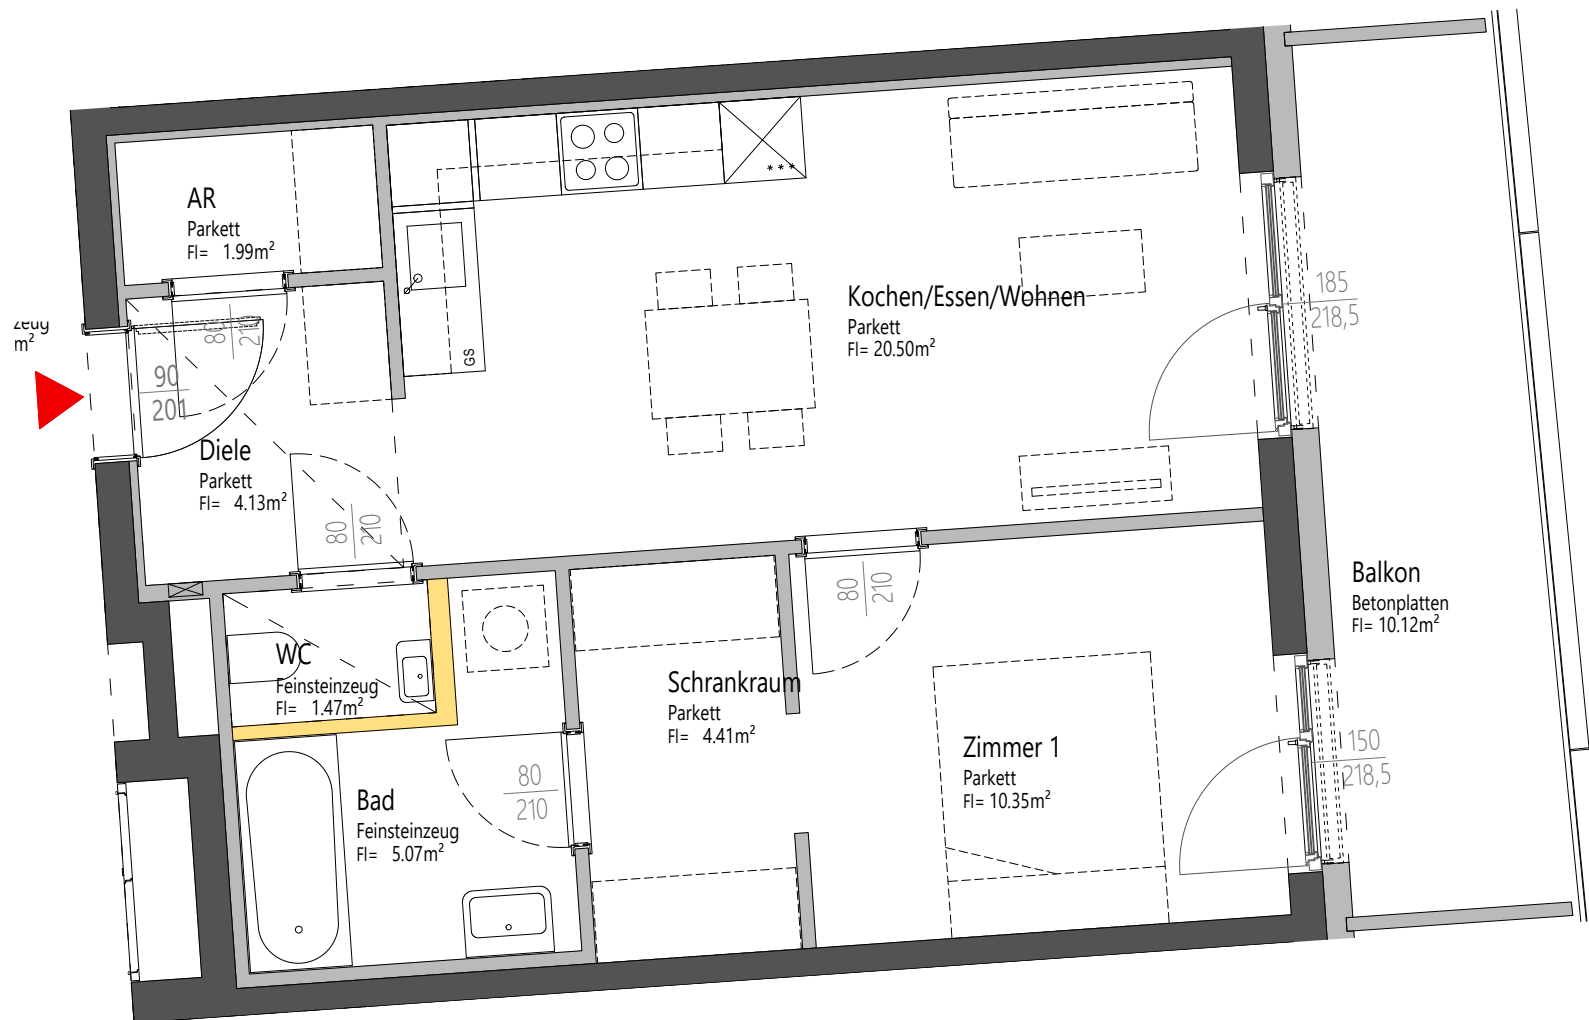 AR
Parkett
Fl= 1.99m²
zeug
m²
80
210
90
201
Diele
Parkett
Fl= 4.13m²
80
210
GS
***
Kochen/Essen/Wohnen
Parkett
Fl= 20.50m²
185
218,5
80
210
Balkon
Betonplatten
Fl= 10.12m²
WC
Feinsteinzeug
Fl= 1.47m²
Schrankraum
Parkett
Fl= 4.41m²
Zimmer 1
Parkett
Fl= 10.35m²
150
218,5
80
210
Bad
Feinsteinzeug
Fl= 5.07m²